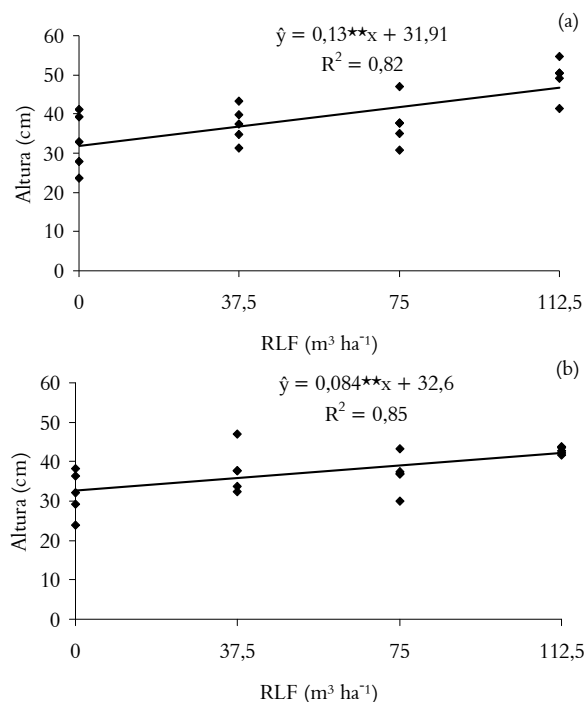 (a)
ŷ = 0,13**x + 31,91
R² = 0,82
Altura (cm)
60
50
40
30
20
10
0
0 37,5 75 112,5
RLF (m³ ha⁻¹)
(b)
ŷ = 0,084**x + 32,6
R² = 0,85
Altura (cm)
60
50
40
30
20
10
0
0 37,5 75 112,5
RLF (m³ ha⁻¹)